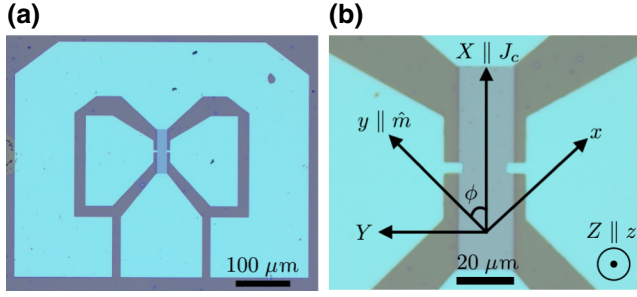 (a)
100 μm
(b)
X ∥ J_c
y ∥ m̂
x
ϕ
Y
Z ∥ z
20 μm